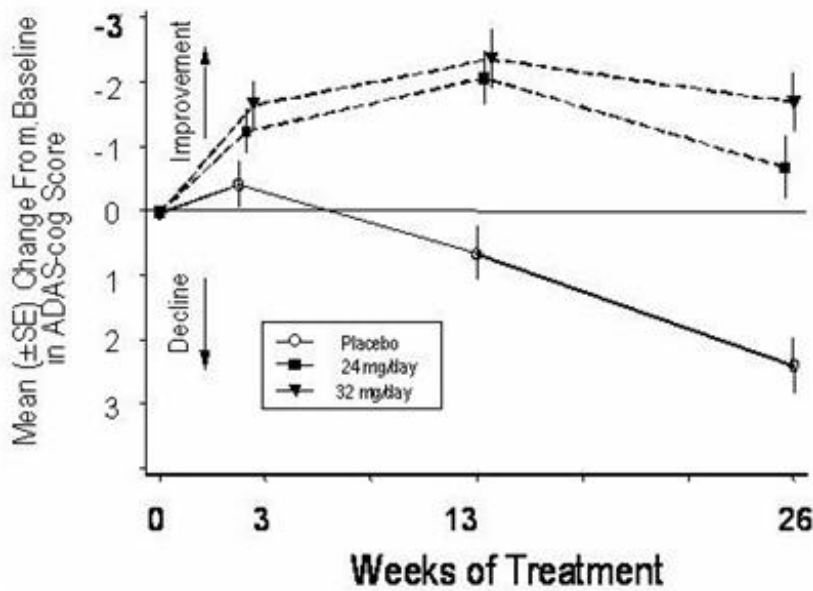 Mean (±SE) Change From Baseline
in ADAS-cog Score
-3
-2
-1
0
1
2
3
Improvement
Decline
Placebo
24 mg/day
32 mg/day
0 3 13 26
Weeks of Treatment